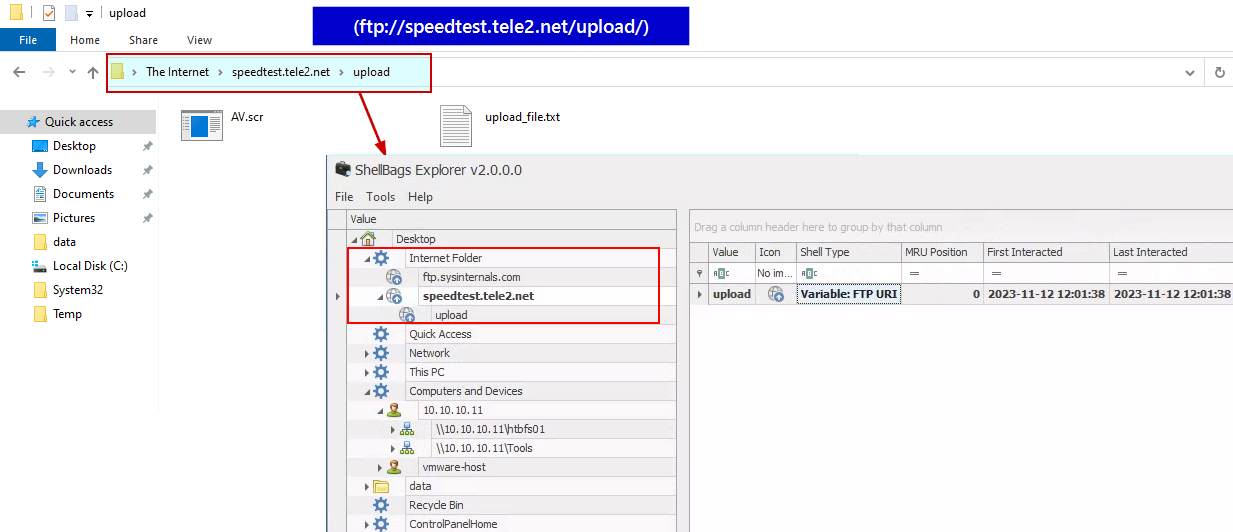 upload
(ftp://speedtest.tele2.net/upload/)
File Home Share View
The Internet speedtest.tele2.net upload
Quick access
Desktop
Downloads
Documents
Pictures
data
Local Disk (C:)
System32
Temp
AV.scr
upload_file.txt
ShellBags Explorer v2.0.0.0
File Tools Help
Value
Desktop
Internet Folder
ftp.sysinternals.com
speedtest.tele2.net
upload
Quick Access
Network
This PC
Computers and Devices
10.10.10.11
\\10.10.10.11\htbfs01
\\10.10.10.11\Tools
vmware-host
data
Recycle Bin
ControlPanelHome
Drag a column header here to group by that column
Value Icon Shell Type MRU Position First Interacted Last Interacted
No im...
upload Variable: FTP URI 0 2023-11-12 12:01:38 2023-11-12 12:01:38